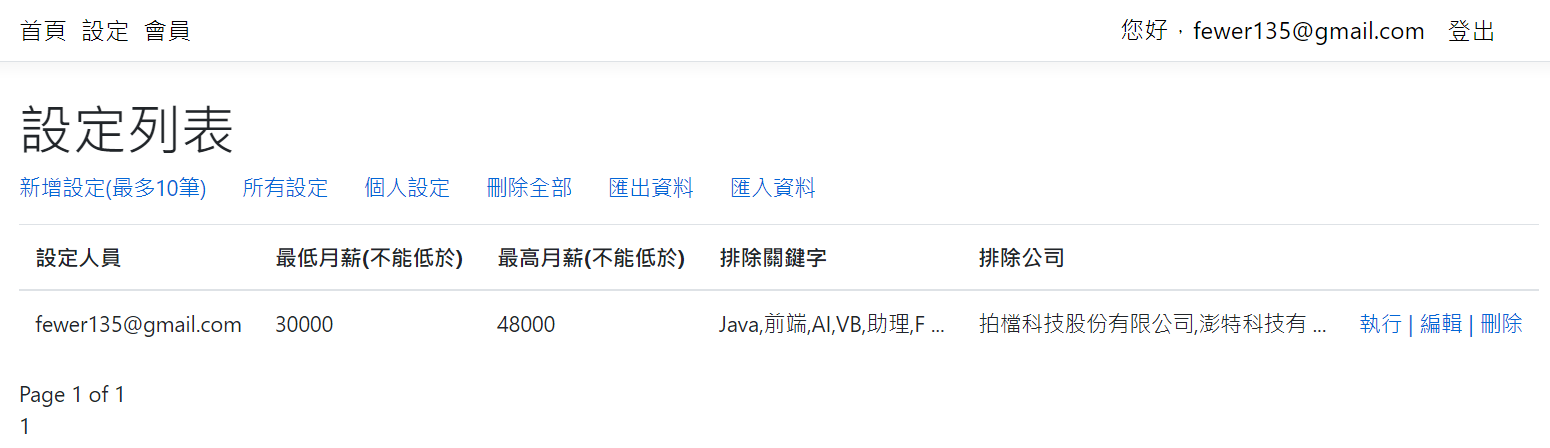 首頁 設定 會員 您好，fewer135@gmail.com 登出
設定列表
新增設定(最多10筆) 所有設定 個人設定 刪除全部 匯出資料 匯入資料
設定人員 最低月薪(不能低於) 最高月薪(不能低於) 排除關鍵字 排除公司
fewer135@gmail.com 30000 48000 Java,前端,AI,VB,助理,F ... 拍檔科技股份有限公司,澎特科技有 ... 執行 | 編輯 | 刪除
Page 1 of 1
1